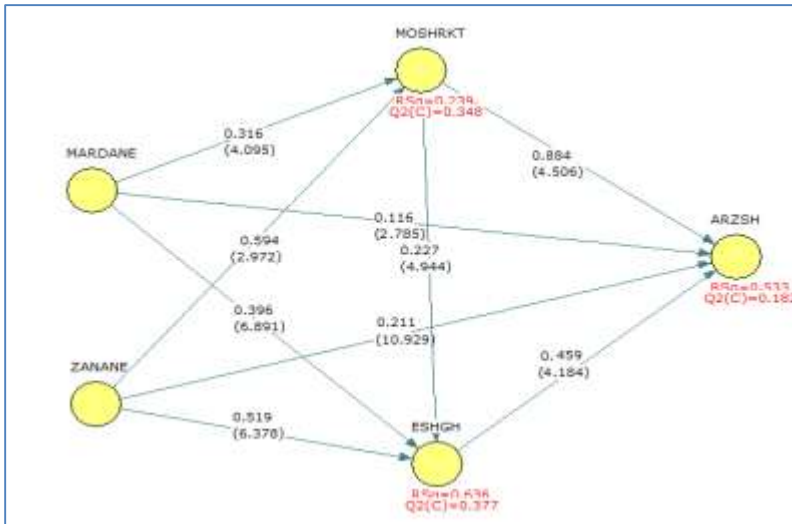 MOSHRKT
RSq=0.239
Q2(C)=0.348
0.316
(4.095)
MARDANE
0.884
(4.506)
ARZSH
0.116
(2.785)
0.594
(2.972)
0.227
(4.944)
RSq=0.533
Q2(C)=0.182
0.396
(6.891)
0.211
(10.929)
ZANANE
0.459
(4.184)
0.519
(6.378)
ESHGH
RSq=0.636
Q2(C)=0.377